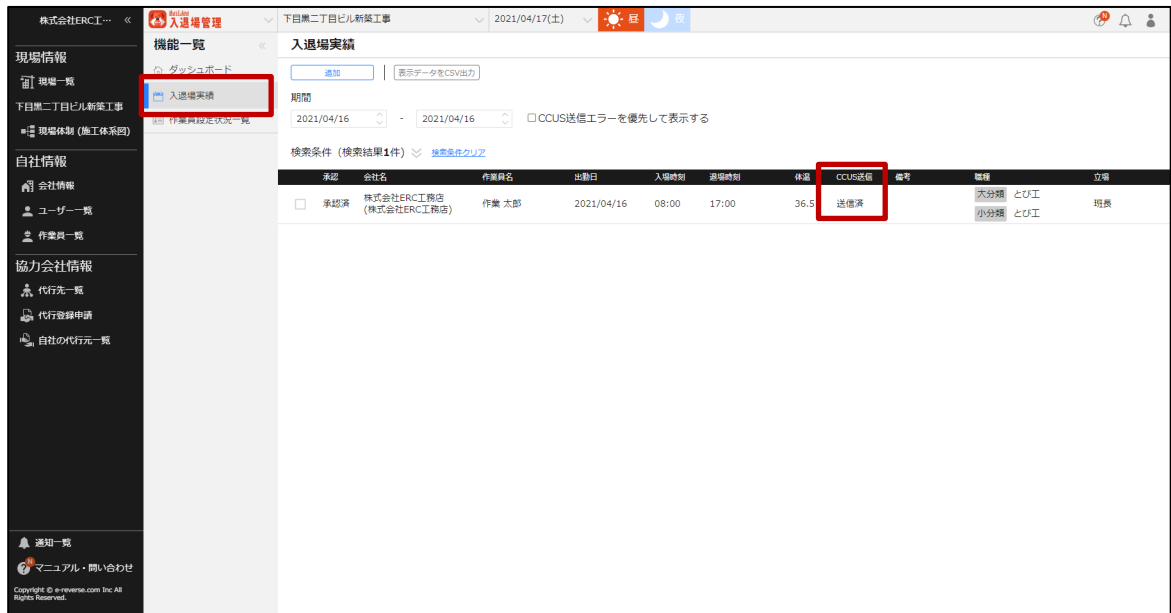 株式会社ERC工… «
現場情報
現場一覧
下目黒二丁目ビル新築工事
現場体制 (施工体系図)
自社情報
会社情報
ユーザー一覧
作業員一覧
協力会社情報
代行先一覧
代行登録申請
自社の代行元一覧
通知一覧
N
マニュアル・問い合わせ
Copyright © e-reverse.com Inc All
Rights Reserved.
Buildee
入退場管理
下目黒二丁目ビル新築工事
2021/04/17(土)
昼
夜
N
機能一覧 «
ダッシュボード
入退場実績
作業員設定状況一覧
入退場実績
追加
表示データをCSV出力
期間
2021/04/16 - 2021/04/16 CCUS送信エラーを優先して表示する
検索条件 (検索結果1件) 検索条件クリア
承認 会社名 作業員名 出勤日 入場時刻 退場時刻 体温 CCUS送信 備考 職種 立場
承認済 株式会社ERC工務店 (株式会社ERC工務店) 作業 太郎 2021/04/16 08:00 17:00 36.5 送信済 大分類 とび工 班長
小分類 とび工